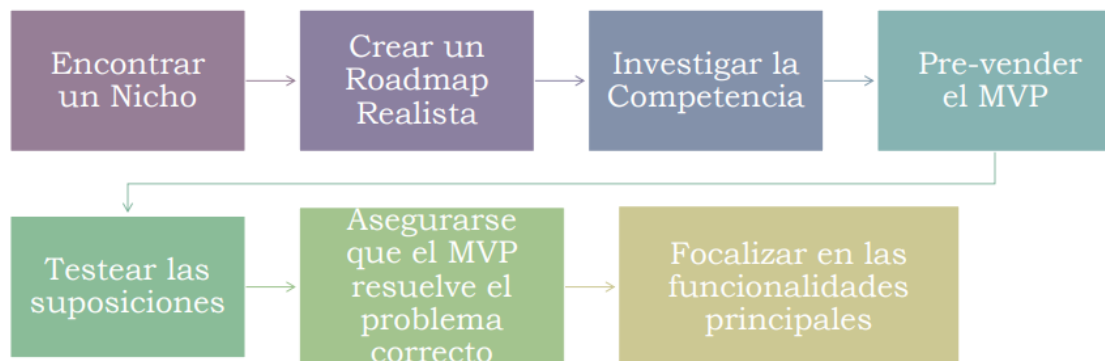 Encontrar
un Nicho
Crear un
Roadmap
Realista
Investigar la
Competencia
Pre-vender
el MVP
Testear las
suposiciones
Asegurarse
que el MVP
resuelve el
problema
correcto
Focalizar en las
funcionalidades
principales